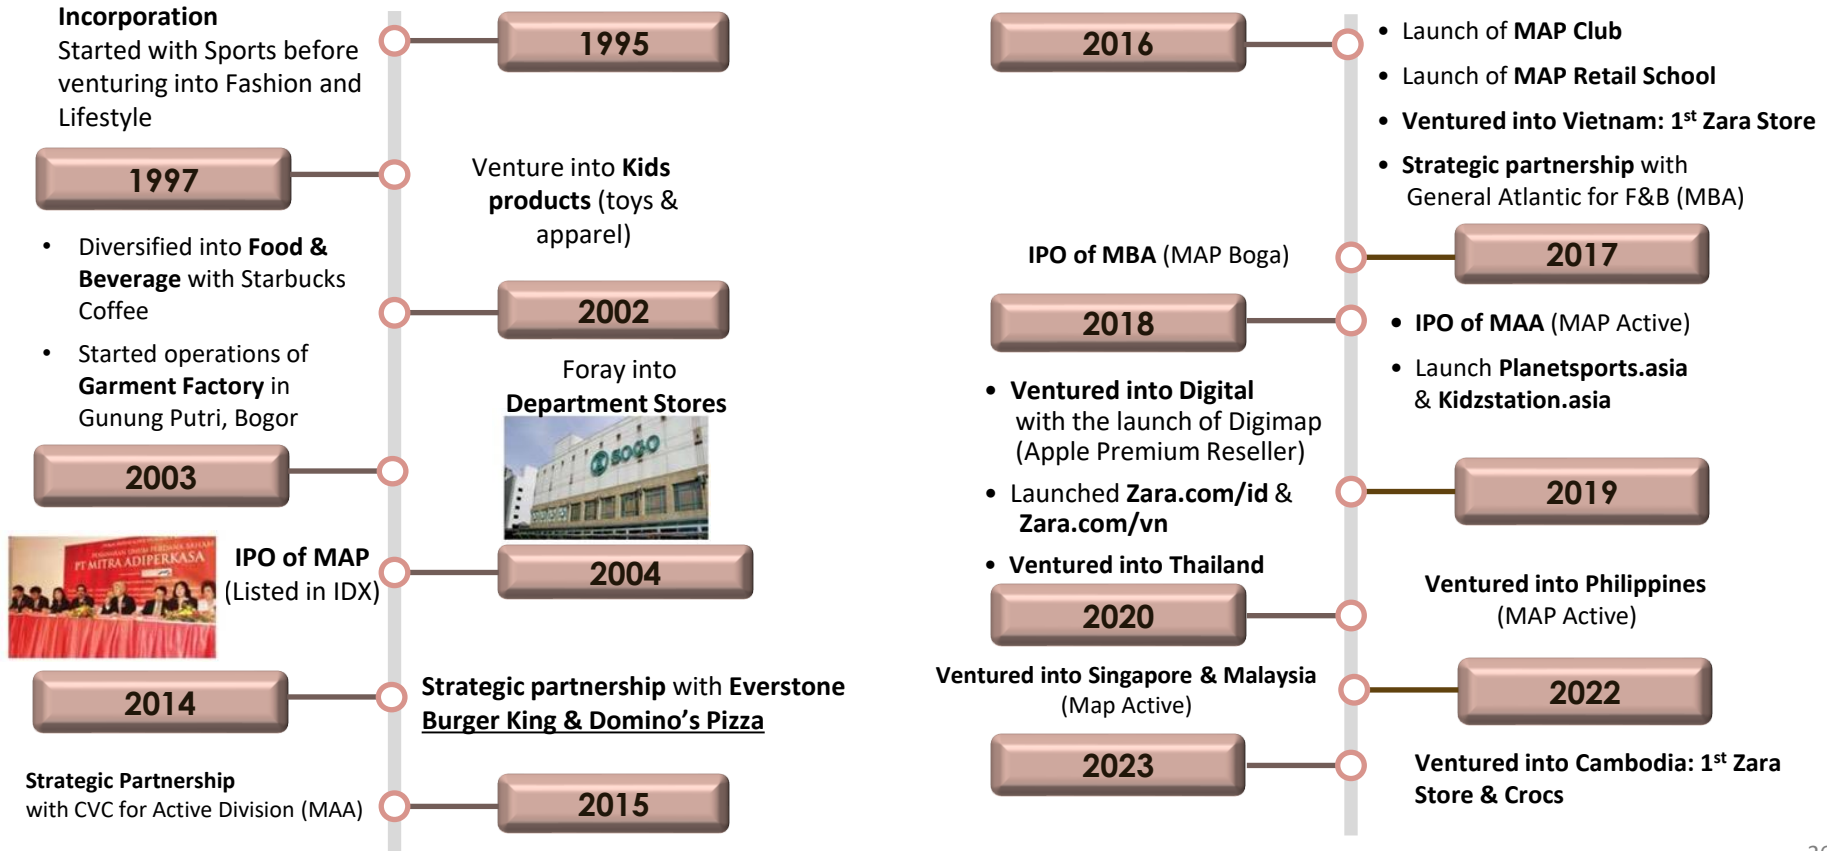 Incorporation
Started with Sports before
venturing into Fashion and
Lifestyle
1995
1997
Venture into Kids
products (toys &
apparel)
• Diversified into Food &
Beverage with Starbucks
Coffee
• Started operations of
Garment Factory in
Gunung Putri, Bogor
2002
Foray into
Department Stores
SOGO
2003
PT MITRA ADIPERKASA
IPO of MAP
(Listed in IDX)
2004
2014
Strategic partnership with Everstone
Burger King & Domino’s Pizza
Strategic Partnership
with CVC for Active Division (MAA)
2015
2016
• Launch of MAP Club
• Launch of MAP Retail School
• Ventured into Vietnam: 1st Zara Store
• Strategic partnership with
General Atlantic for F&B (MBA)
IPO of MBA (MAP Boga)
2017
2018
• IPO of MAA (MAP Active)
• Launch Planetsports.asia
& Kidzstation.asia
• Ventured into Digital
with the launch of Digimap
(Apple Premium Reseller)
• Launched Zara.com/id &
Zara.com/vn
• Ventured into Thailand
2019
2020
Ventured into Philippines
(MAP Active)
Ventured into Singapore & Malaysia
(Map Active)
2022
2023
Ventured into Cambodia: 1st Zara
Store & Crocs